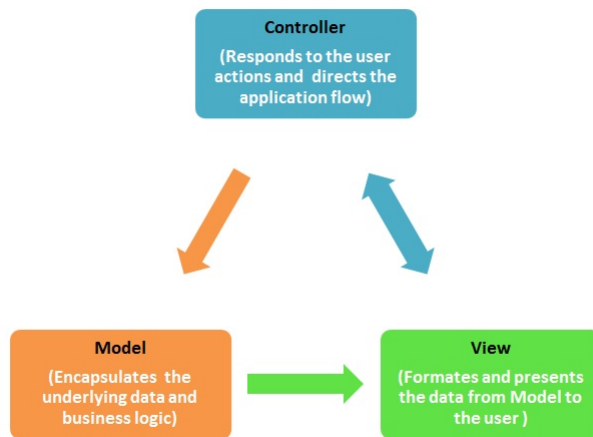 Controller
(Responds to the user
actions and directs the
application flow)
Model
(Encapsulates the
underlying data and
business logic)
View
(Formates and presents
the data from Model to
the user )